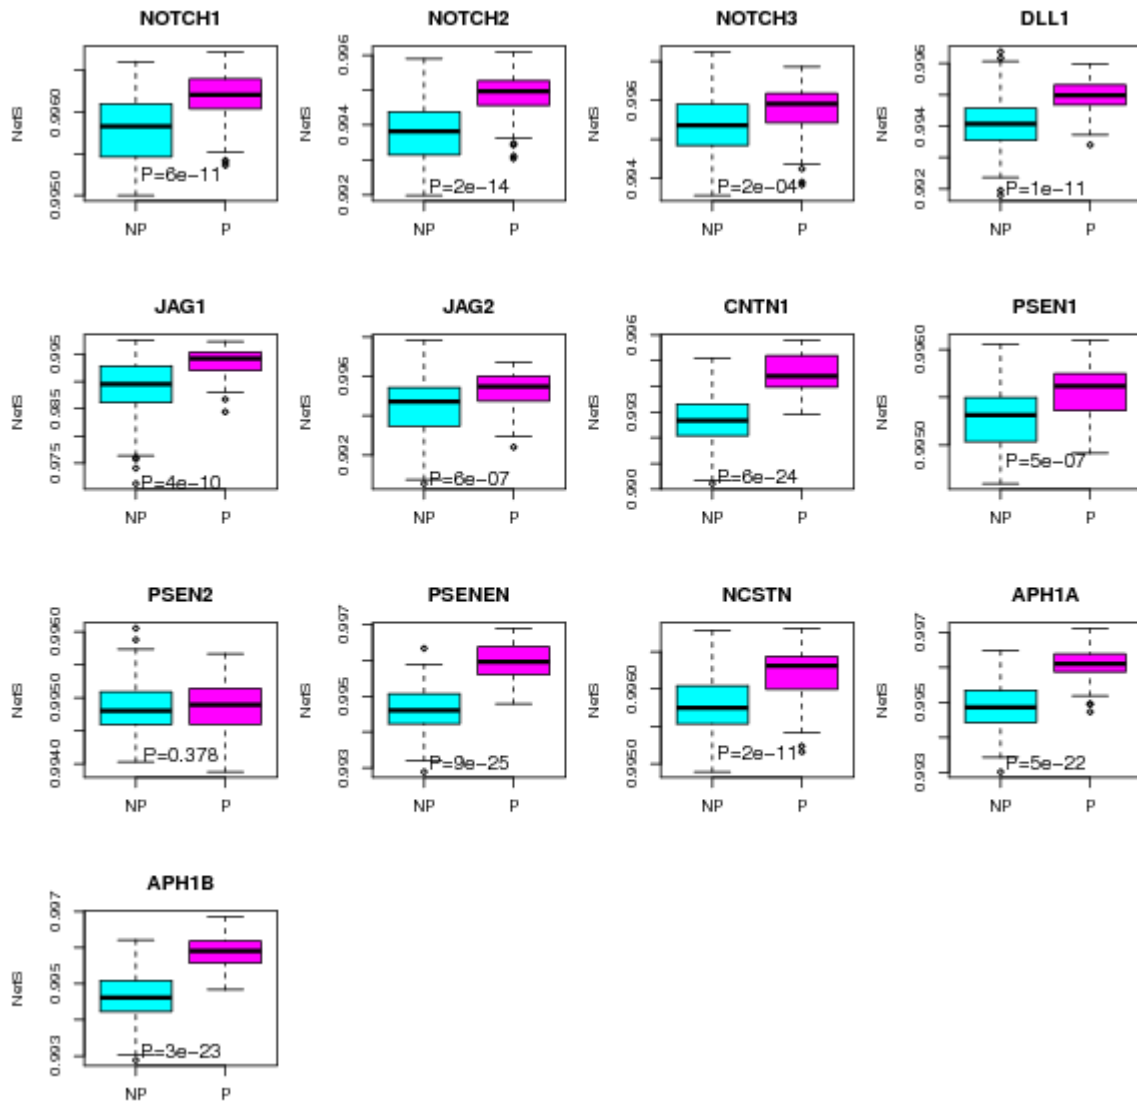 NOTCH1
NetS
0.9950
0.9960
P=6e−11
NP
P
NOTCH2
NetS
0.992
0.994
0.996
P=2e−14
NP
P
NOTCH3
NetS
0.994
0.996
P=2e−04
NP
P
DLL1
NetS
0.992
0.994
0.996
P=1e−11
NP
P
JAG1
NetS
0.975
0.985
0.995
P=4e−10
NP
P
JAG2
NetS
0.992
0.996
P=6e−07
NP
P
CNTN1
NetS
0.990
0.993
0.996
P=6e−24
NP
P
PSEN1
NetS
0.9950
0.9960
P=5e−07
NP
P
PSEN2
NetS
0.9940
0.9950
0.9960
P=0.378
NP
P
PSENEN
NetS
0.993
0.995
0.997
P=9e−25
NP
P
NCSTN
NetS
0.9950
0.9960
P=2e−11
NP
P
APH1A
NetS
0.993
0.995
0.997
P=5e−22
NP
P
APH1B
NetS
0.993
0.995
0.997
P=3e−23
NP
P